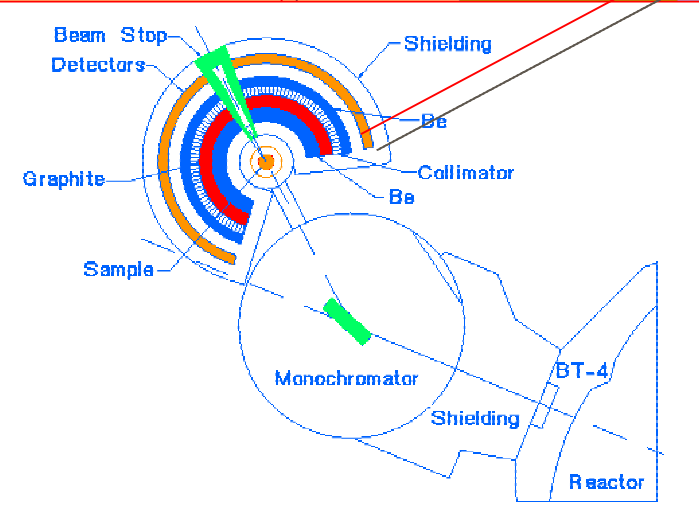 Beam Stop
Shielding
Detectors
Be
Graphite
Collimator
Be
Sample
Monochromator
BT-4
Shielding
Reactor